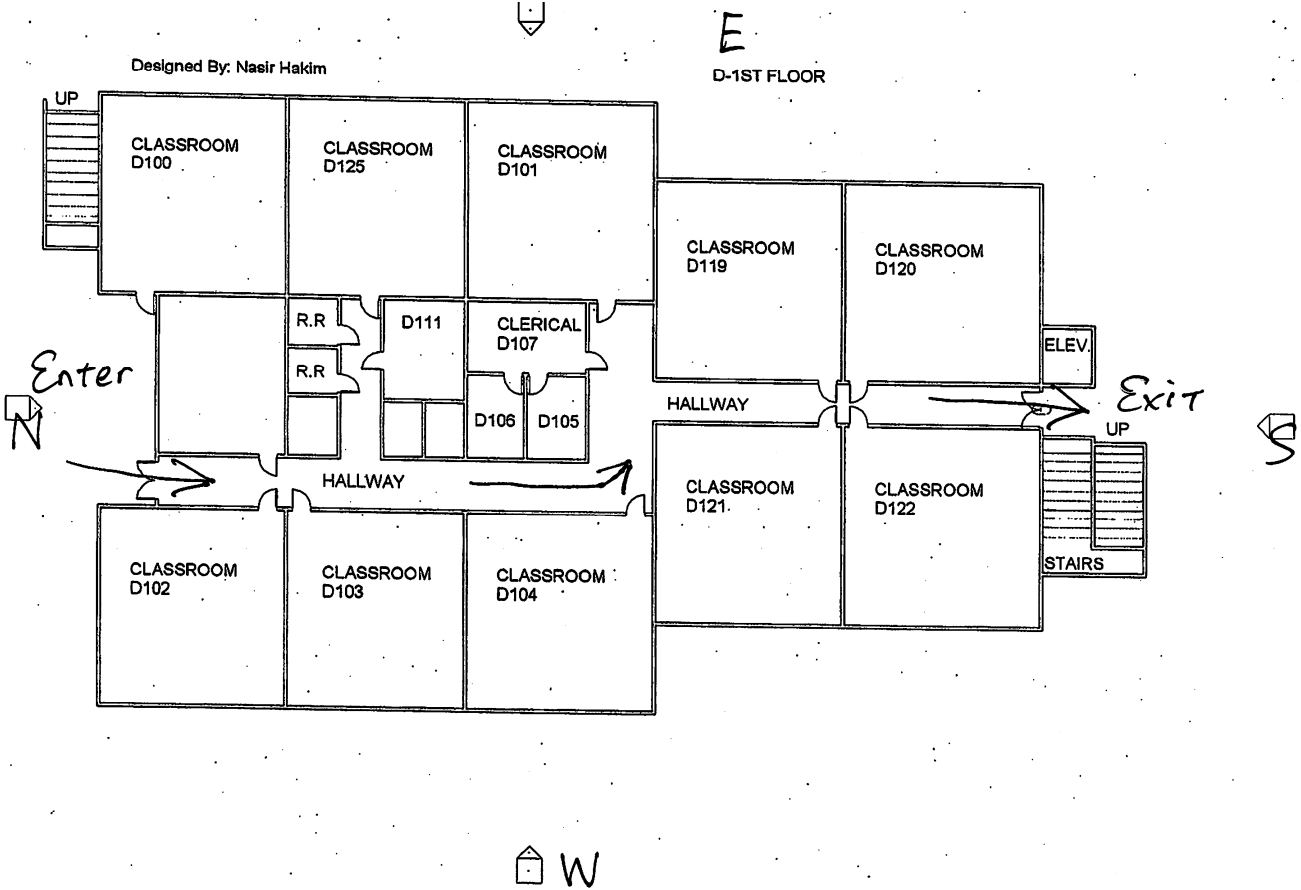 E
Designed By: Nasir Hakim
D-1ST FLOOR
UP
CLASSROOM
D100
CLASSROOM
D125
CLASSROOM
D101
CLASSROOM
D119
CLASSROOM
D120
R.R
D111
CLERICAL
D107
ELEV.
Enter
R.R
Exit
N
HALLWAY
D106
D105
UP
S
HALLWAY
CLASSROOM
D121
CLASSROOM
D122
CLASSROOM
D102
CLASSROOM
D103
CLASSROOM
D104
STAIRS
W